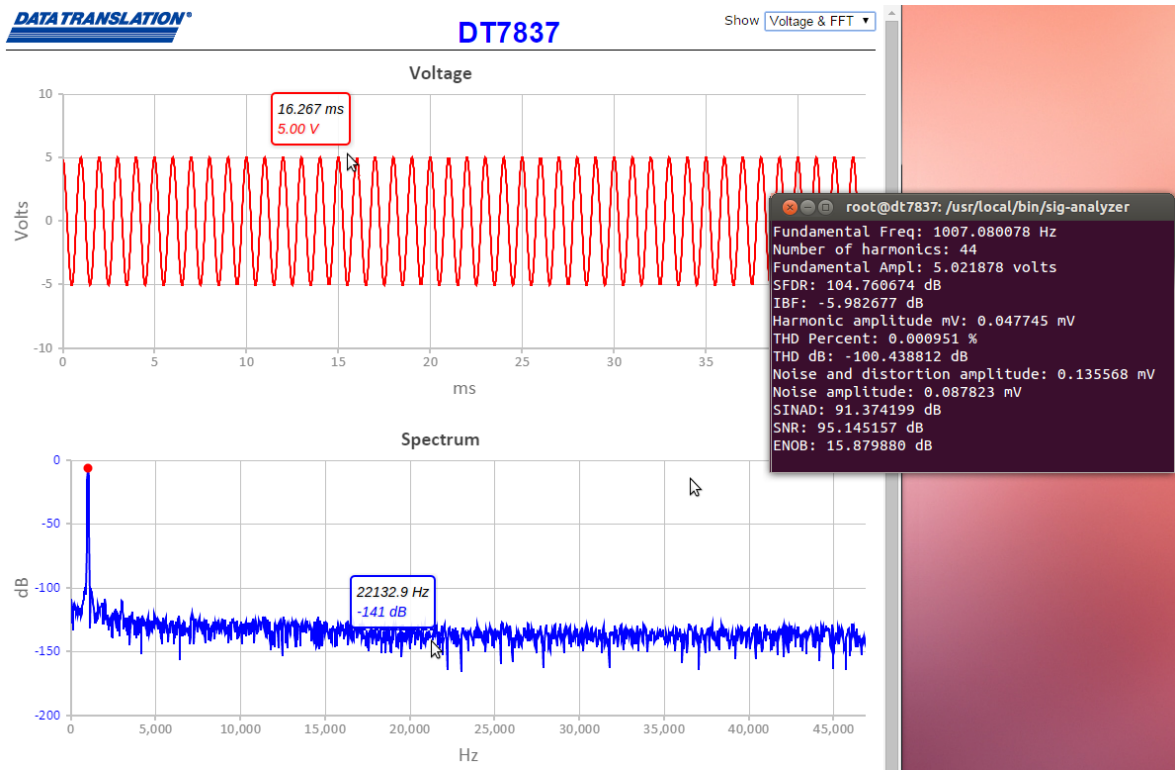 DATA TRANSLATION®
DT7837
Show Voltage & FFT ▼
Voltage
10
5
0
-5
-10
Volts
16.267 ms
5.00 V
0
5
10
15
20
25
30
35
ms
root@dt7837: /usr/local/bin/sig-analyzer
Fundamental Freq: 1007.080078 Hz
Number of harmonics: 44
Fundamental Ampl: 5.021878 volts
SFDR: 104.760674 dB
IBF: -5.982677 dB
Harmonic amplitude mV: 0.047745 mV
THD Percent: 0.000951 %
THD dB: -100.438812 dB
Noise and distortion amplitude: 0.135568 mV
Noise amplitude: 0.087823 mV
SINAD: 91.374199 dB
SNR: 95.145157 dB
ENOB: 15.879880 dB
Spectrum
0
-50
-100
-150
-200
dB
22132.9 Hz
-141 dB
0
5,000
10,000
15,000
20,000
25,000
30,000
35,000
40,000
45,000
Hz